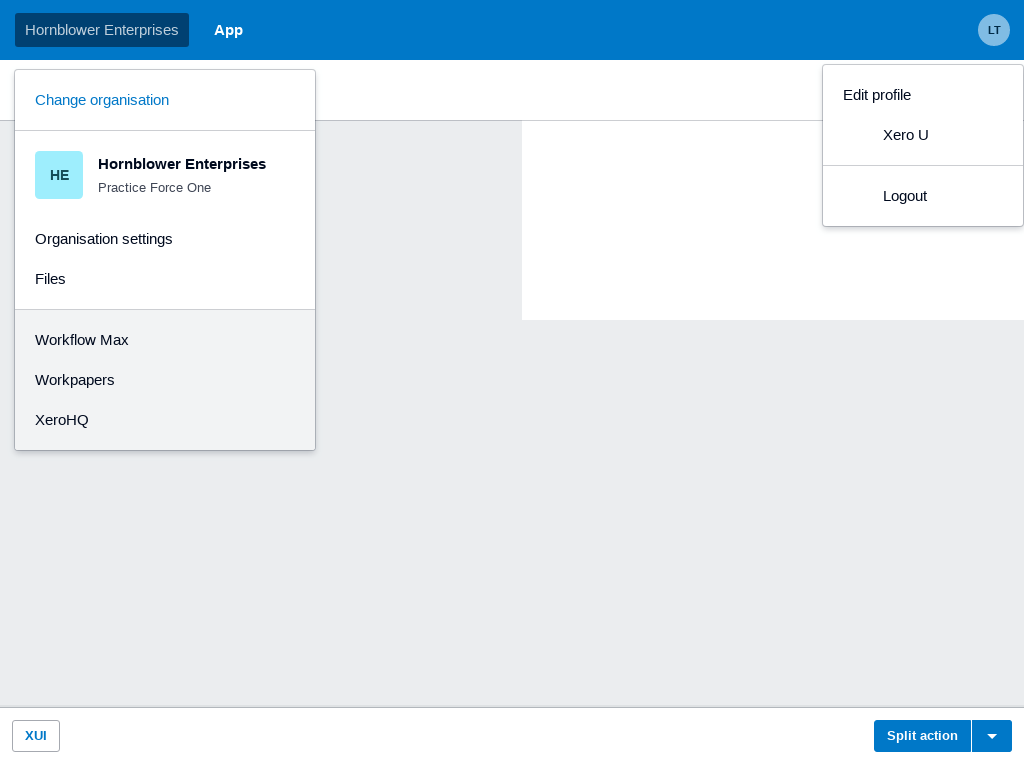 Hornblower Enterprises
App
LT
Change organisation
HE
Hornblower Enterprises
Practice Force One
Organisation settings
Files
Workflow Max
Workpapers
XeroHQ
Edit profile
Xero U
Logout
XUI
Split action